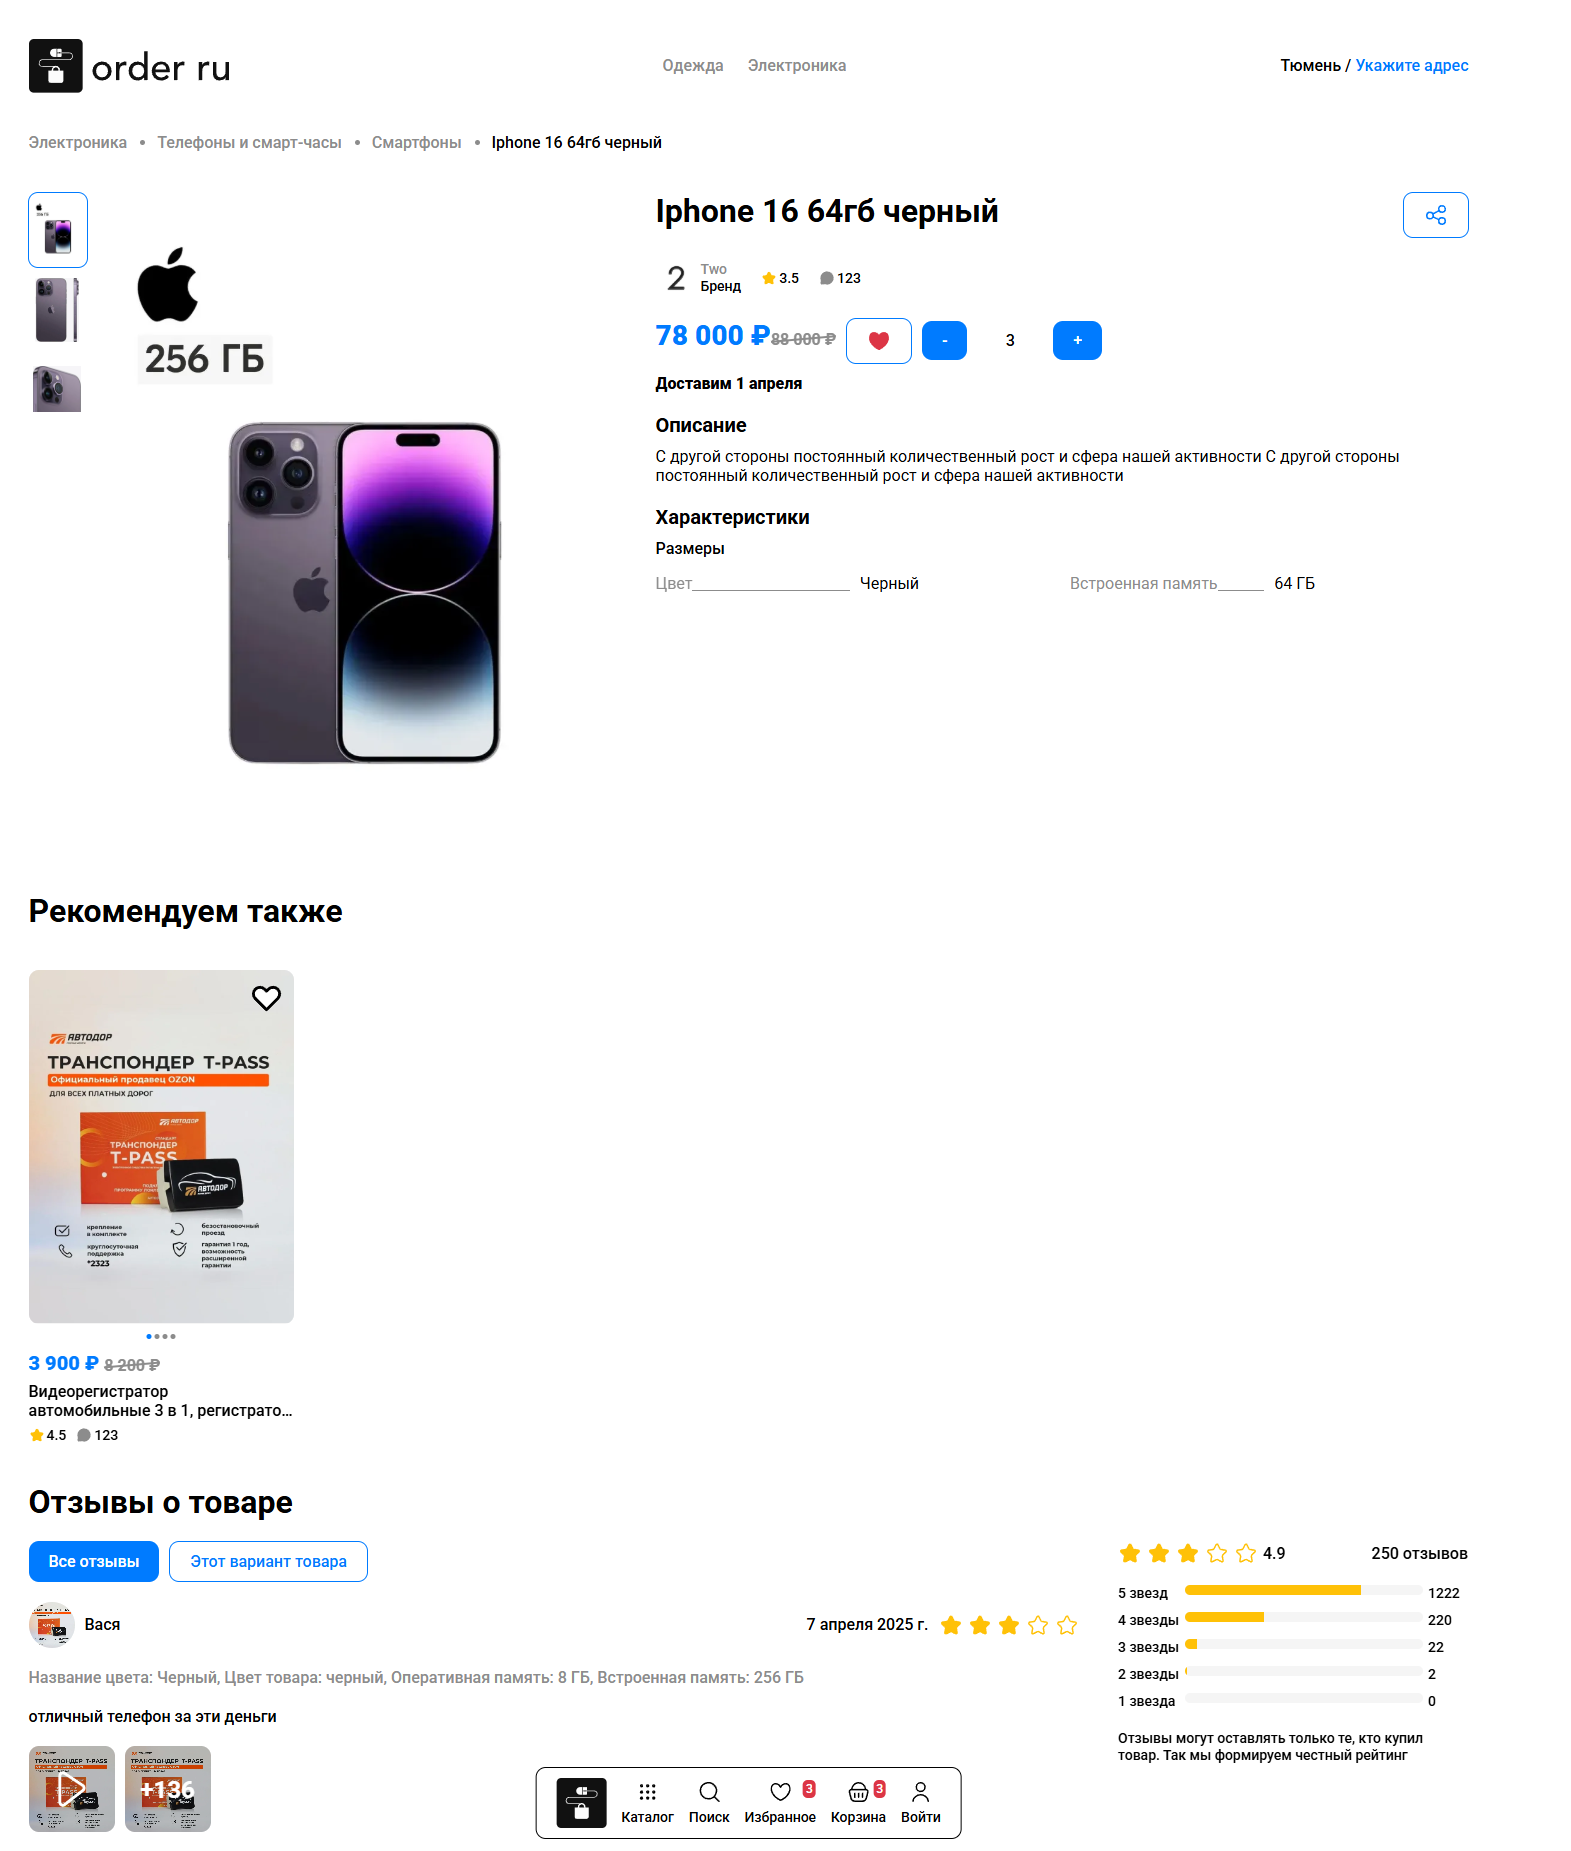 order ru
Одежда Электроника
Тюмень / Укажите адрес
Электроника • Телефоны и смарт-часы • Смартфоны • Iphone 16 64гб черный
256 ГБ
Iphone 16 64гб черный
2 Two
Бренд
3.5 123
78 000 ₽ 88 000 ₽ - 3 +
Доставим 1 апреля
Описание
С другой стороны постоянный количественный рост и сфера нашей активности С другой стороны
постоянный количественный рост и сфера нашей активности
Характеристики
Размеры
Цвет Черный Встроенная память 64 ГБ
Рекомендуем также
АВТОДОР
ТРАНСПОНДЕР T-PASS
Официальный продавец OZON
ДЛЯ ВСЕХ ПЛАТНЫХ ДОРОГ
АВТОДОР
ТРАНСПОНДЕР
T-PASS
АВТОДОР
крепление
в комплекте
безостановочный
проезд
круглосуточная
поддержка
*2323
гарантия 1 год,
возможность
расширенной
гарантии
3 900 ₽ 8 200 ₽
Видеорегистратор
автомобильные 3 в 1, регистрато...
4.5 123
Отзывы о товаре
Все отзывы Этот вариант товара
Вася
7 апреля 2025 г.
Название цвета: Черный, Цвет товара: черный, Оперативная память: 8 ГБ, Встроенная память: 256 ГБ
отличный телефон за эти деньги
ТРАНСПОНДЕР T-PASS
ТРАНСПОНДЕР T-PASS
+136
4.9 250 отзывов
5 звезд 1222
4 звезды 220
3 звезды 22
2 звезды 2
1 звезда 0
Отзывы могут оставлять только те, кто купил
товар. Так мы формируем честный рейтинг
3 3
Каталог Поиск Избранное Корзина Войти